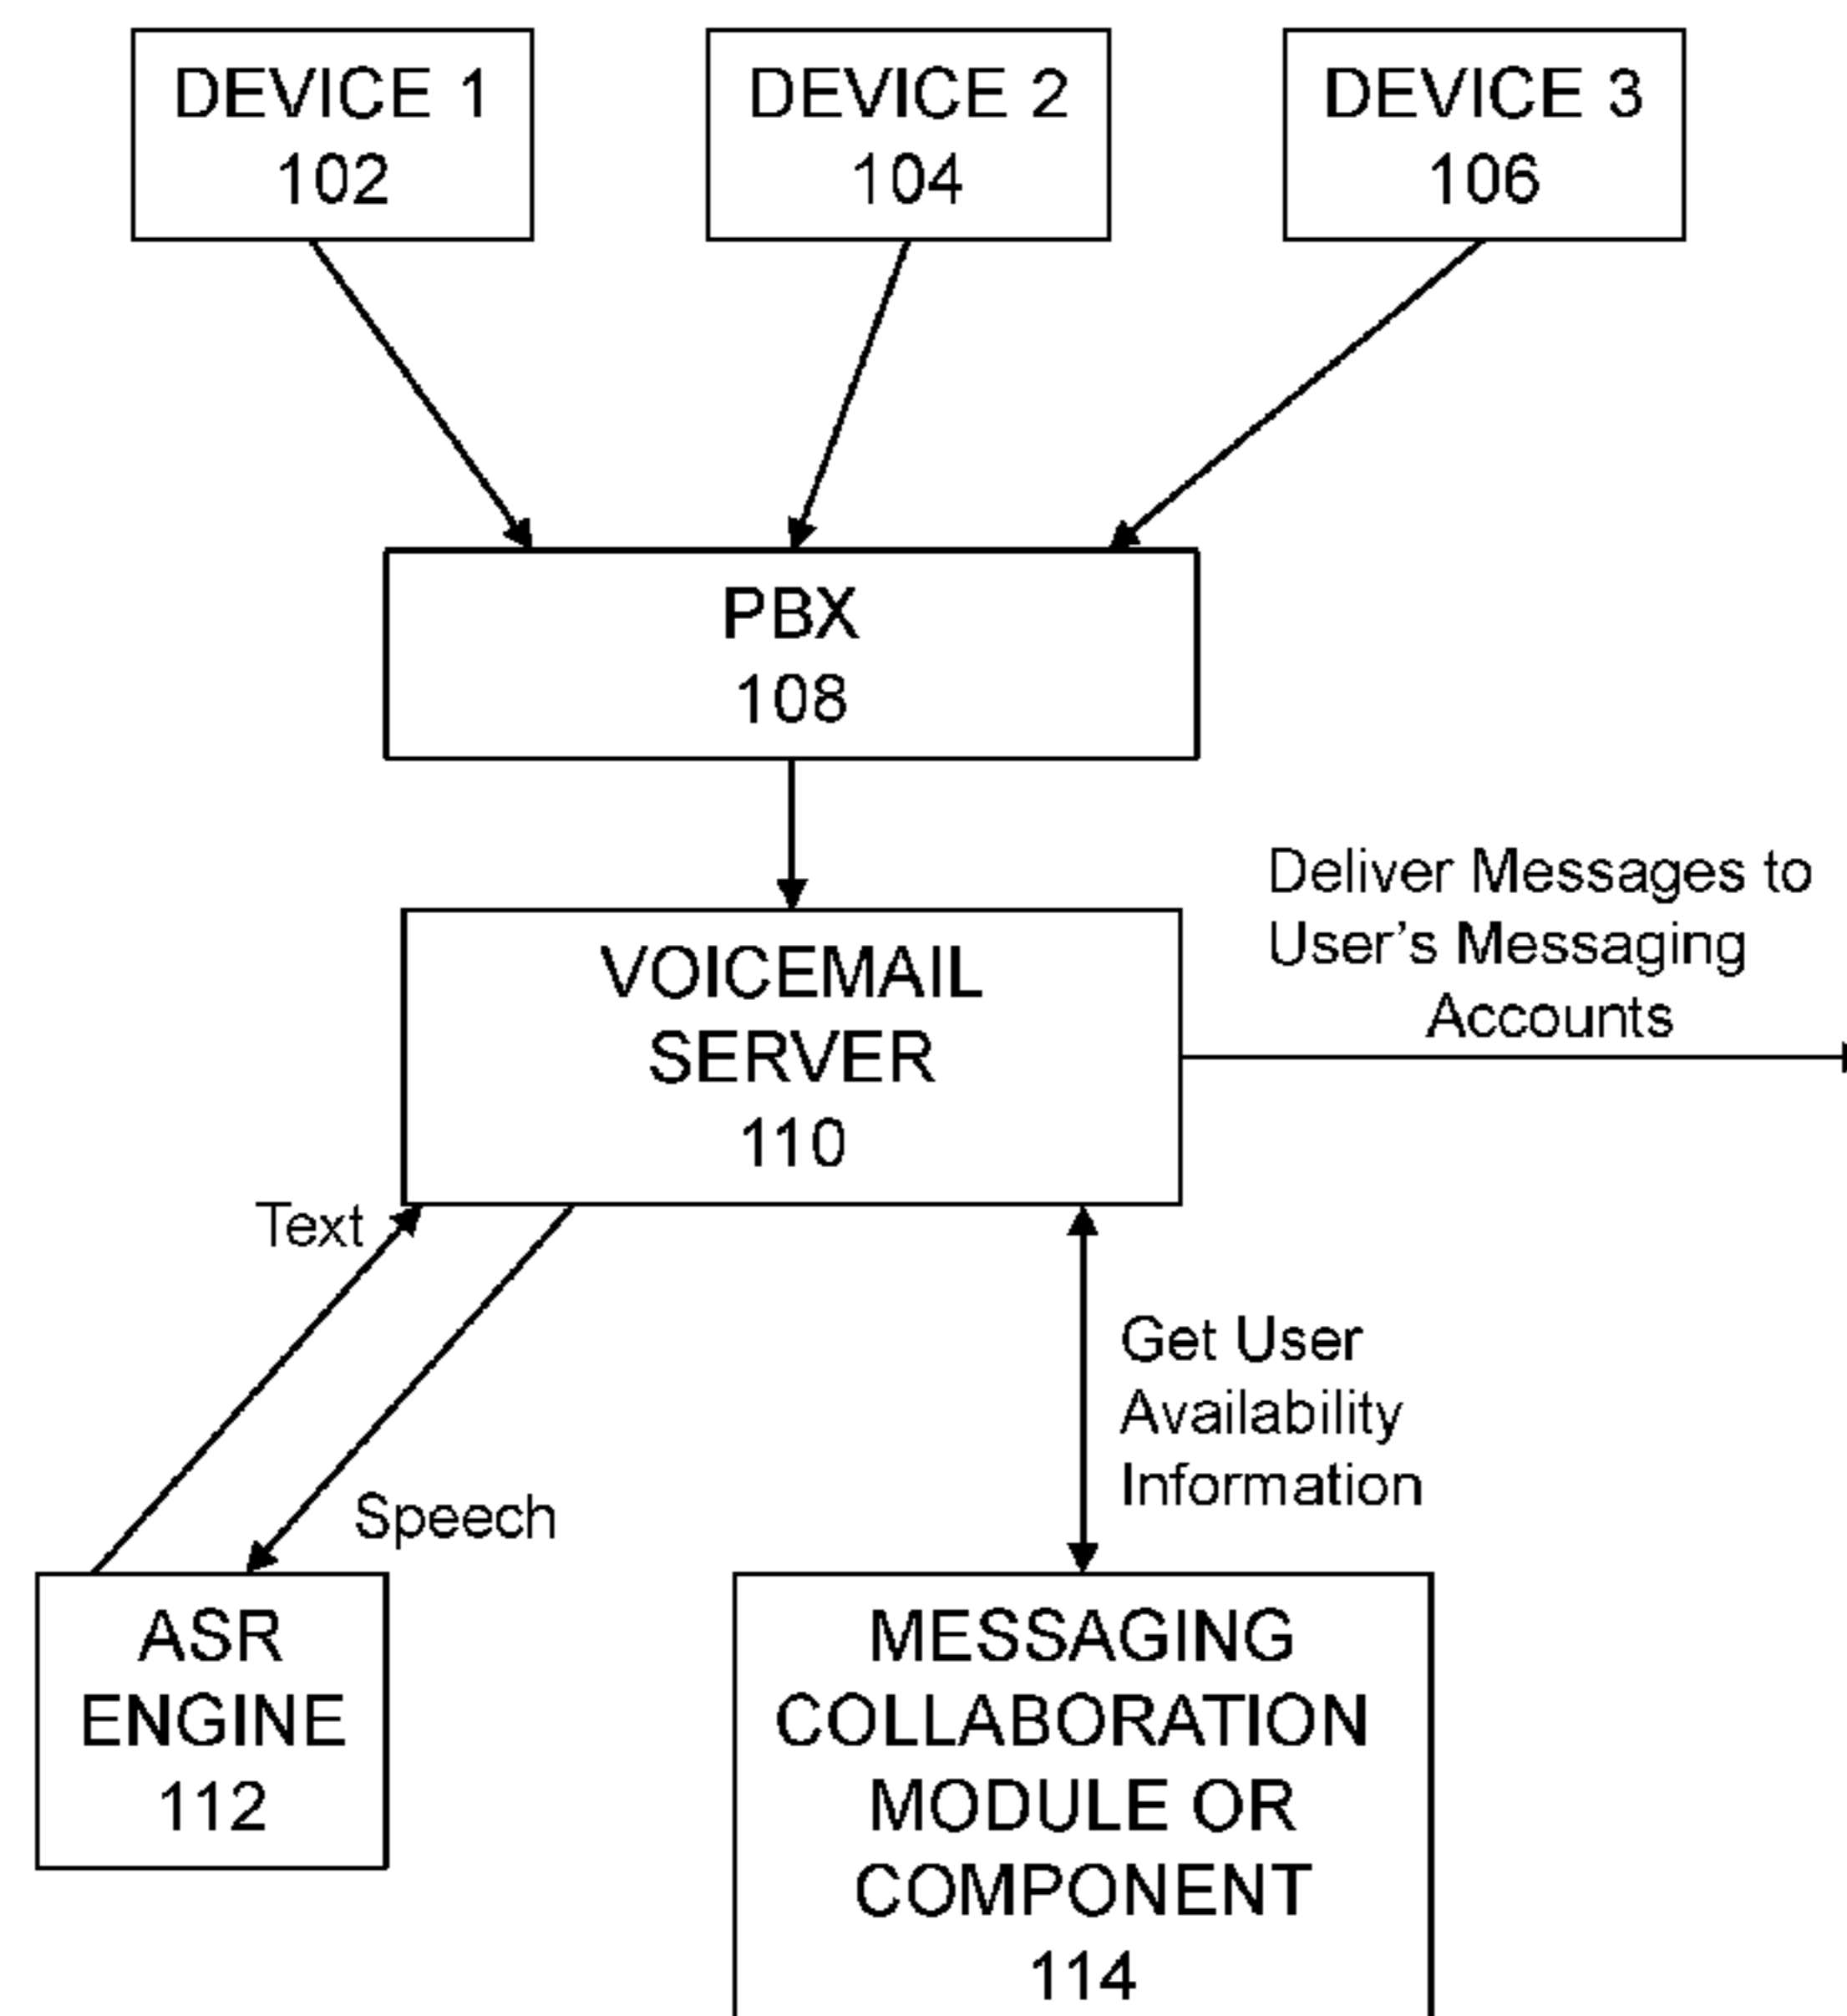 DEVICE 1
102
DEVICE 2
104
DEVICE 3
106
PBX
108
Deliver Messages to
User’s Messaging
Accounts
VOICEMAIL
SERVER
110
Text
Speech
Get User
Availability
Information
ASR
ENGINE
112
MESSAGING
COLLABORATION
MODULE OR
COMPONENT
114